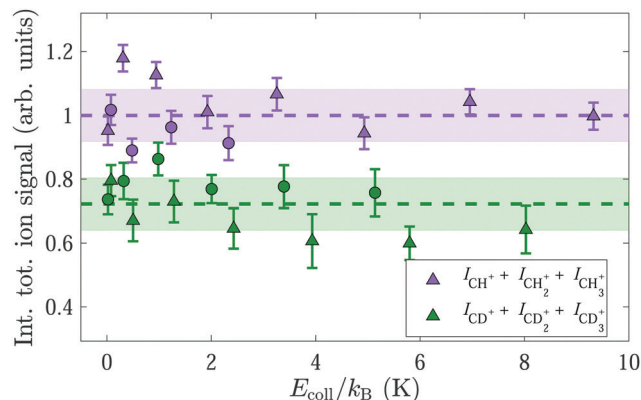 Int. tot. ion signal (arb. units)
1.2
1
0.8
0.6
0.4
I_CH⁺ + I_CH₂⁺ + I_CH₃⁺
I_CD⁺ + I_CD₂⁺ + I_CD₃⁺
0 2 4 6 8 10
E_coll/k_B (K)